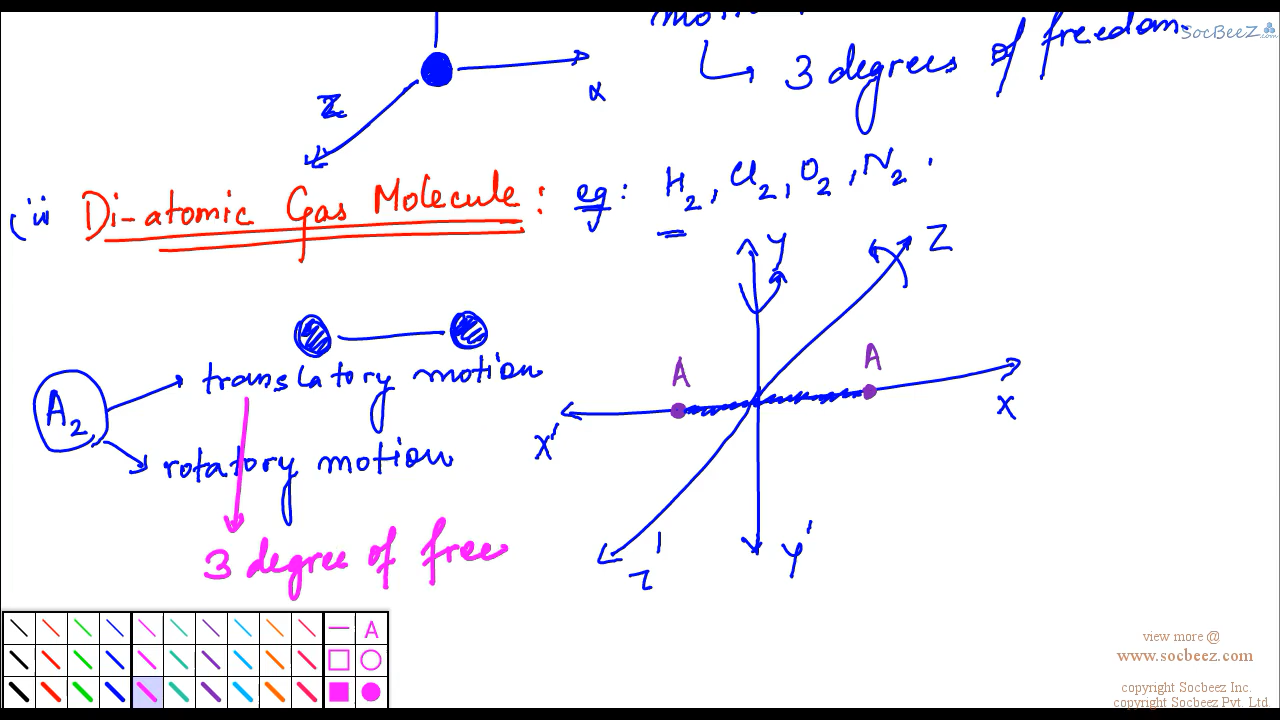 SocBeeZ.com
3 degrees of freedom.
x
Z
(ii Di-atomic Gas Molecule : eg: H2, Cl2, O2, N2.
Y
Z
A
A
translatory motion
A2
X
X'
rotatory motion
3 degree of free
Y'
Z'
A
view more @
www.socbeez.com
copyright Socbeez Inc.
copyright Socbeez Pvt. Ltd.